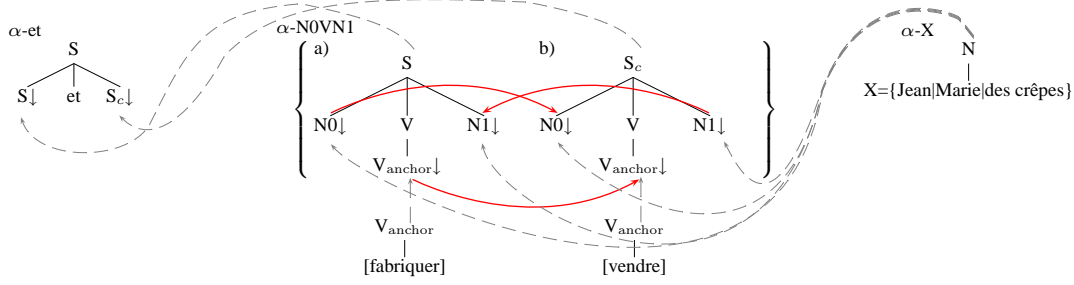 α-et
α-N0VN1
α-X
a)
b)
S
S
S𝑐
N
S↓
et
S𝑐↓
X={Jean|Marie|des crêpes}
N0↓
V
N1↓
N0↓
V
N1↓
Vanchor↓
Vanchor↓
Vanchor
Vanchor
[fabriquer]
[vendre]